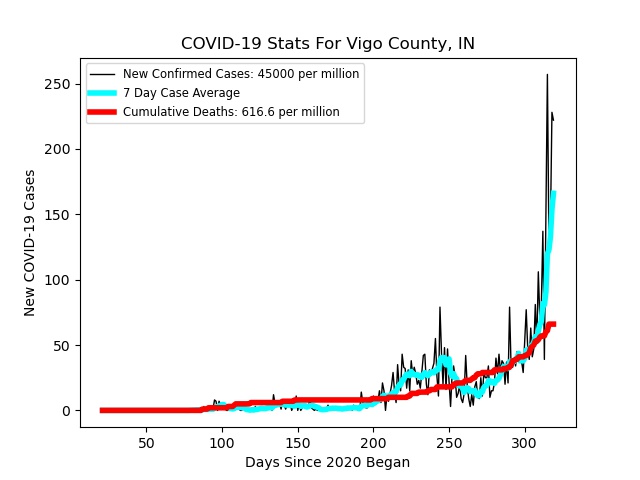 COVID-19 Stats For Vigo County, IN
New Confirmed Cases: 45000 per million
7 Day Case Average
Cumulative Deaths: 616.6 per million
New COVID-19 Cases
250
200
150
100
50
0
50 100 150 200 250 300
Days Since 2020 Began